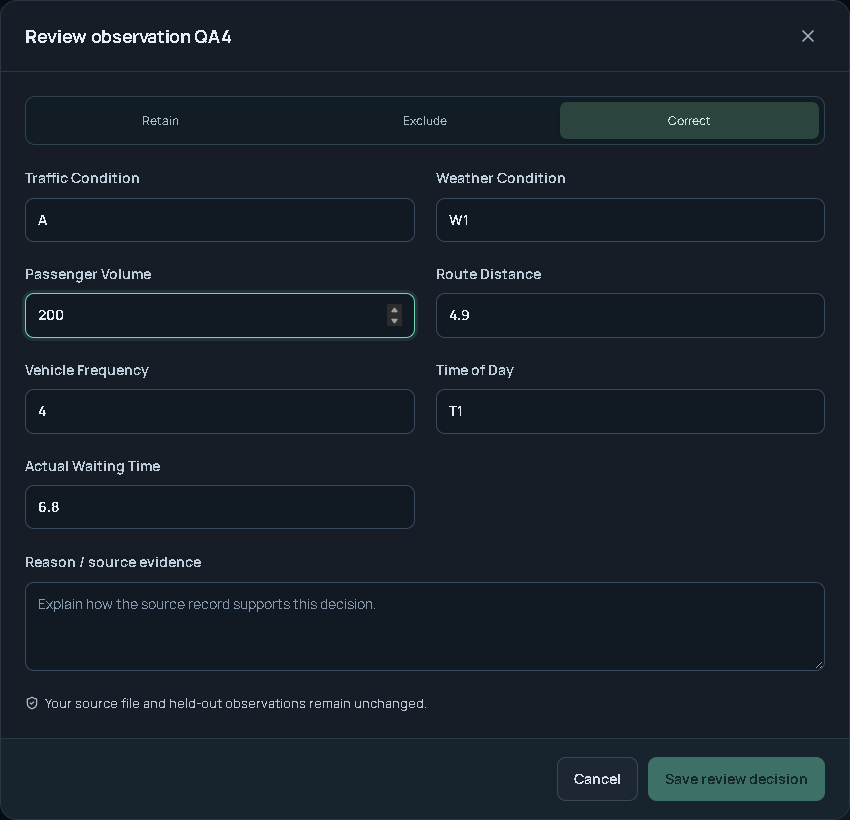 Review observation QA4
Retain Exclude Correct
Traffic Condition Weather Condition
A W1
Passenger Volume Route Distance
200 4.9
Vehicle Frequency Time of Day
4 T1
Actual Waiting Time
6.8
Reason / source evidence
Explain how the source record supports this decision.
Your source file and held-out observations remain unchanged.
Cancel Save review decision